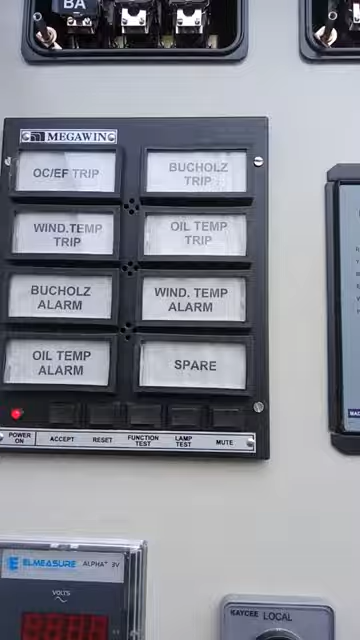 BA
MEGAWIN
OC/EF TRIP
BUCHOLZ
TRIP
WIND.TEMP
TRIP
OIL TEMP
TRIP
BUCHOLZ
ALARM
WIND. TEMP
ALARM
OIL TEMP
ALARM
SPARE
POWER
ON
ACCEPT
RESET
FUNCTION
TEST
LAMP
TEST
MUTE
ELMEASURE ALPHA+ 3V
VOLTS
KAYCEE LOCAL